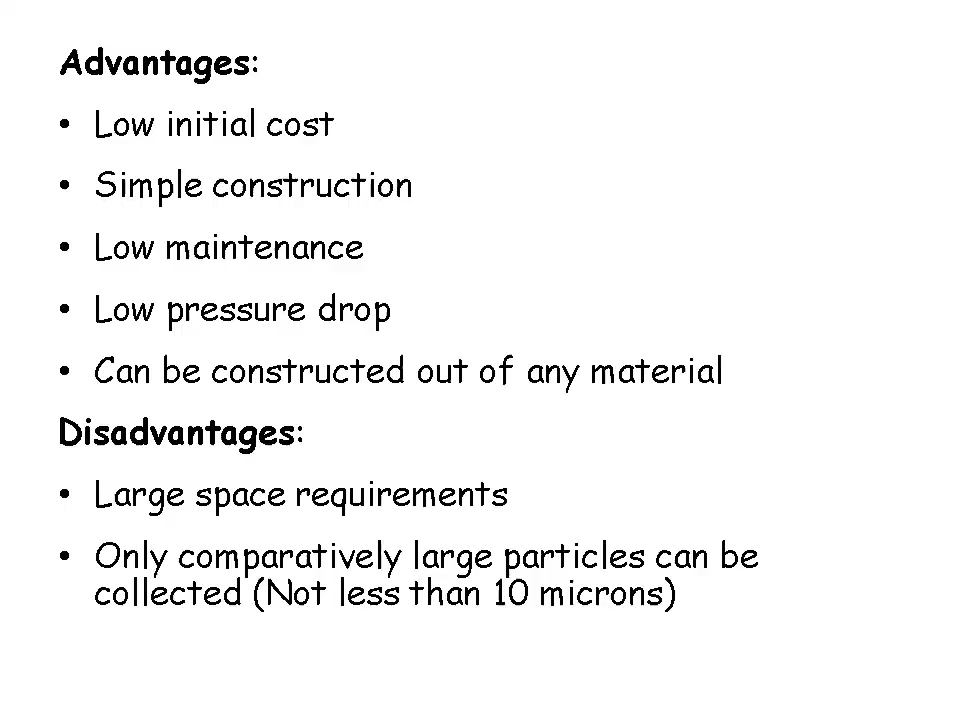 Advantages:
• Low initial cost
• Simple construction
• Low maintenance
• Low pressure drop
• Can be constructed out of any material
Disadvantages:
• Large space requirements
• Only comparatively large particles can be
collected (Not less than 10 microns)